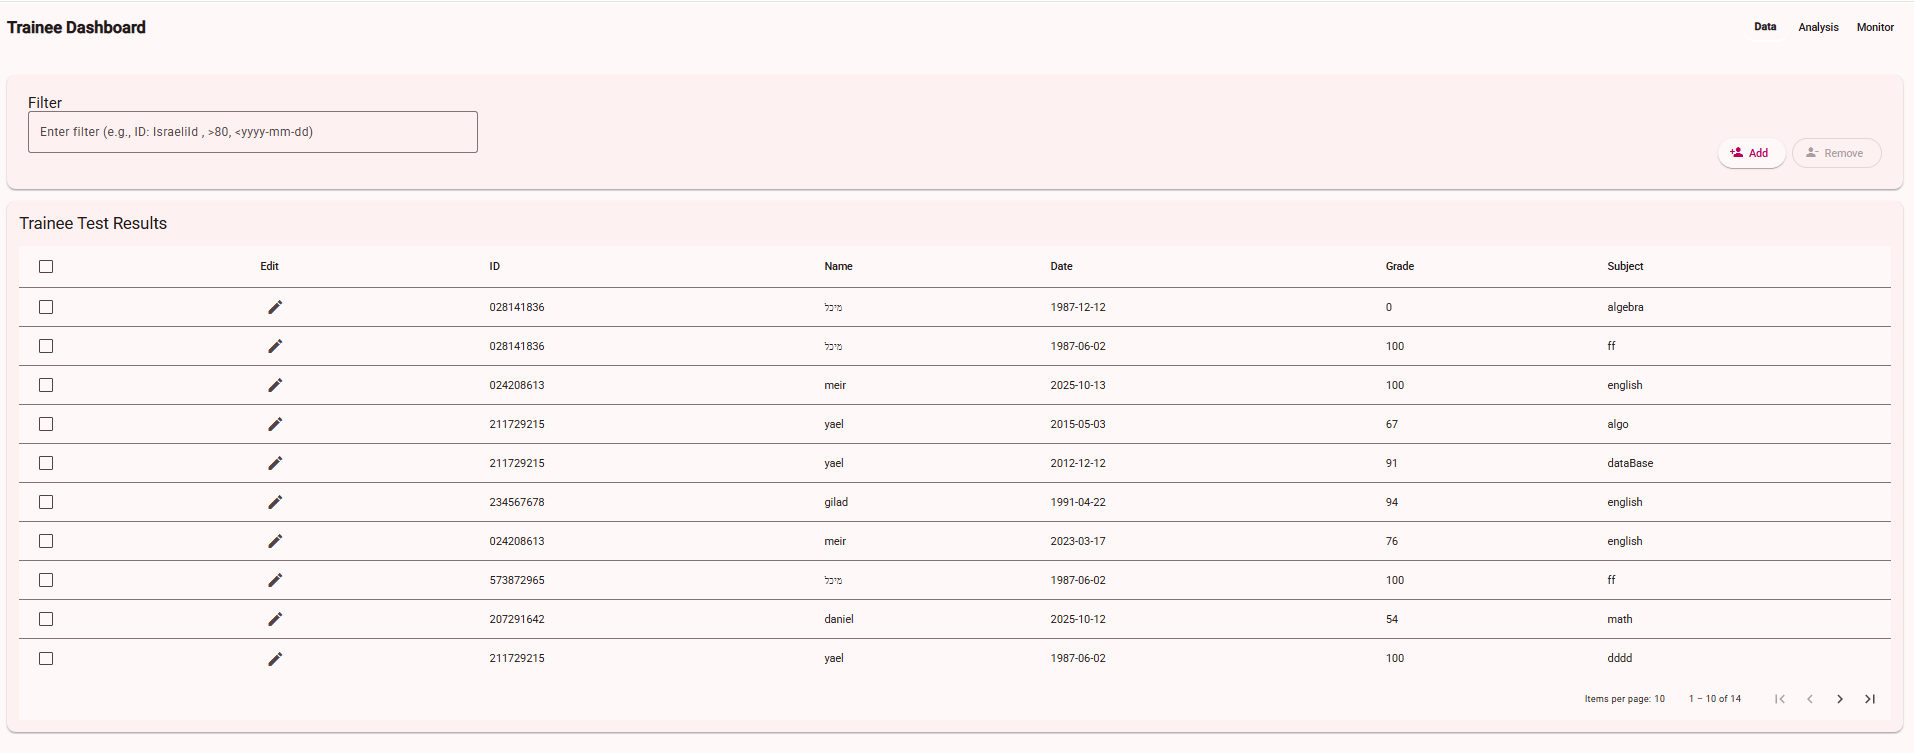 Trainee Dashboard
Data Analysis Monitor
Filter
Enter filter (e.g., ID: IsraeliId , >80, <yyyy-mm-dd)
Add Remove
Trainee Test Results
Edit ID Name Date Grade Subject
028141836 מיכל 1987-12-12 0 algebra
028141836 מיכל 1987-06-02 100 ff
024208613 meir 2025-10-13 100 english
211729215 yael 2015-05-03 67 algo
211729215 yael 2012-12-12 91 dataBase
234567678 gilad 1991-04-22 94 english
024208613 meir 2023-03-17 76 english
573872965 מיכל 1987-06-02 100 ff
207291642 daniel 2025-10-12 54 math
211729215 yael 1987-06-02 100 dddd
Items per page: 10 1 – 10 of 14